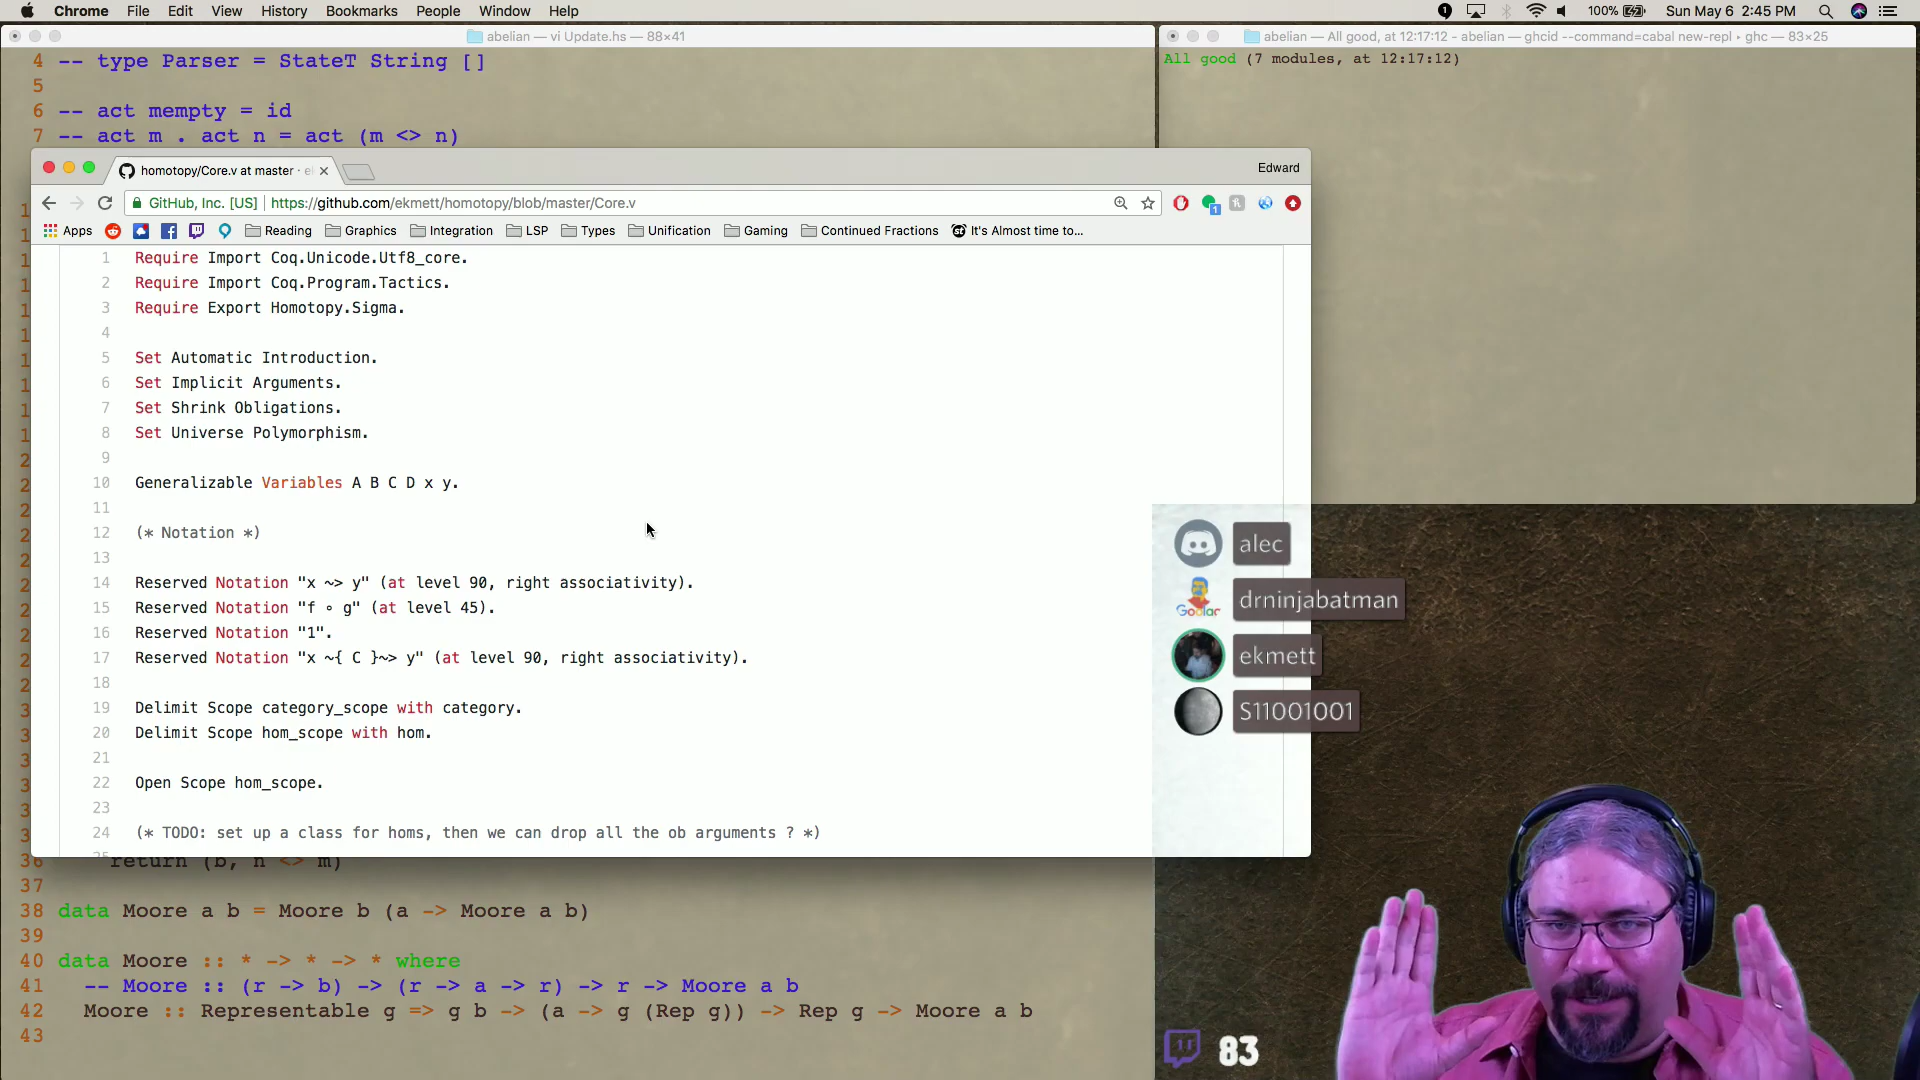 Chrome File Edit View History Bookmarks People Window Help
1 100% Sun May 6 2:45 PM
abelian — vi Update.hs — 88×41
abelian — All good, at 12:17:12 - abelian — ghcid --command=cabal new-repl ▸ ghc — 83×25
All good (7 modules, at 12:17:12)
4 -- type Parser = StateT String []
5
6 -- act mempty = id
7 -- act m . act n = act (m <> n)
homotopy/Core.v at master · e
Edward
GitHub, Inc. [US] https://github.com/ekmett/homotopy/blob/master/Core.v
Apps Reading Graphics Integration LSP Types Unification Gaming Continued Fractions It's Almost time to...
1 Require Import Coq.Unicode.Utf8_core.
2 Require Import Coq.Program.Tactics.
3 Require Export Homotopy.Sigma.
4
5 Set Automatic Introduction.
6 Set Implicit Arguments.
7 Set Shrink Obligations.
8 Set Universe Polymorphism.
9
10 Generalizable Variables A B C D x y.
11
12 (* Notation *)
13
14 Reserved Notation "x ~> y" (at level 90, right associativity).
15 Reserved Notation "f ∘ g" (at level 45).
16 Reserved Notation "1".
17 Reserved Notation "x ~{ C }~> y" (at level 90, right associativity).
18
19 Delimit Scope category_scope with category.
20 Delimit Scope hom_scope with hom.
21
22 Open Scope hom_scope.
23
24 (* TODO: set up a class for homs, then we can drop all the ob arguments ? *)
36 return (b, n <> m)
37
38 data Moore a b = Moore b (a -> Moore a b)
39
40 data Moore :: * -> * -> * where
41 -- Moore :: (r -> b) -> (r -> a -> r) -> r -> Moore a b
42 Moore :: Representable g => g b -> (a -> g (Rep g)) -> Rep g -> Moore a b
43
alec
drninjabatman
ekmett
S11001001
83